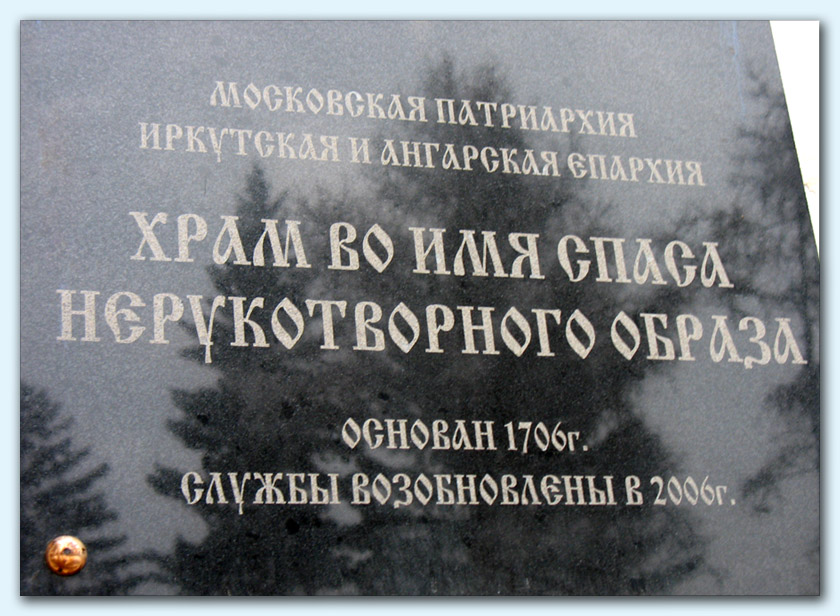 МОСКОВСКАЯ ПАТРИАРХИЯ
ИРКУТСКАЯ И АНГАРСКАЯ ЕПАРХИЯ
ХРАМ ВО ИМЯ СПАСА
НЕРУКОТВОРНОГО ОБРАЗА
ОСНОВАН 1706г.
СЛУЖБЫ ВОЗОБНОВЛЕНЫ В 2006г.